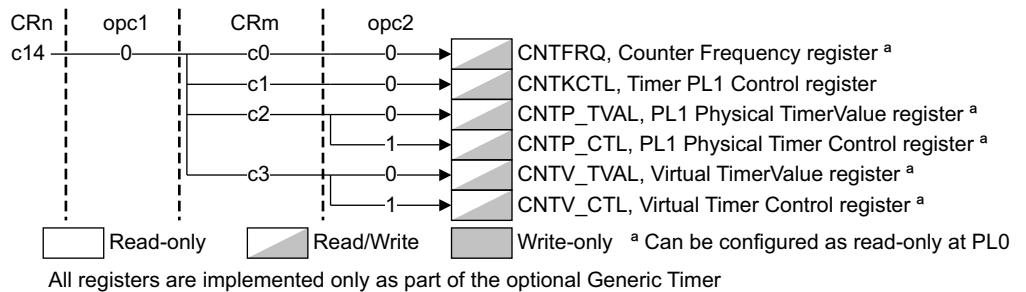 CRn opc1 CRm opc2
c14 0 c0 0 CNTFRQ, Counter Frequency register ª
c1 0 CNTKCTL, Timer PL1 Control register
c2 0 CNTP_TVAL, PL1 Physical TimerValue register ª
1 CNTP_CTL, PL1 Physical Timer Control register ª
c3 0 CNTV_TVAL, Virtual TimerValue register ª
1 CNTV_CTL, Virtual Timer Control register ª
Read-only Read/Write Write-only ª Can be configured as read-only at PL0
All registers are implemented only as part of the optional Generic Timer